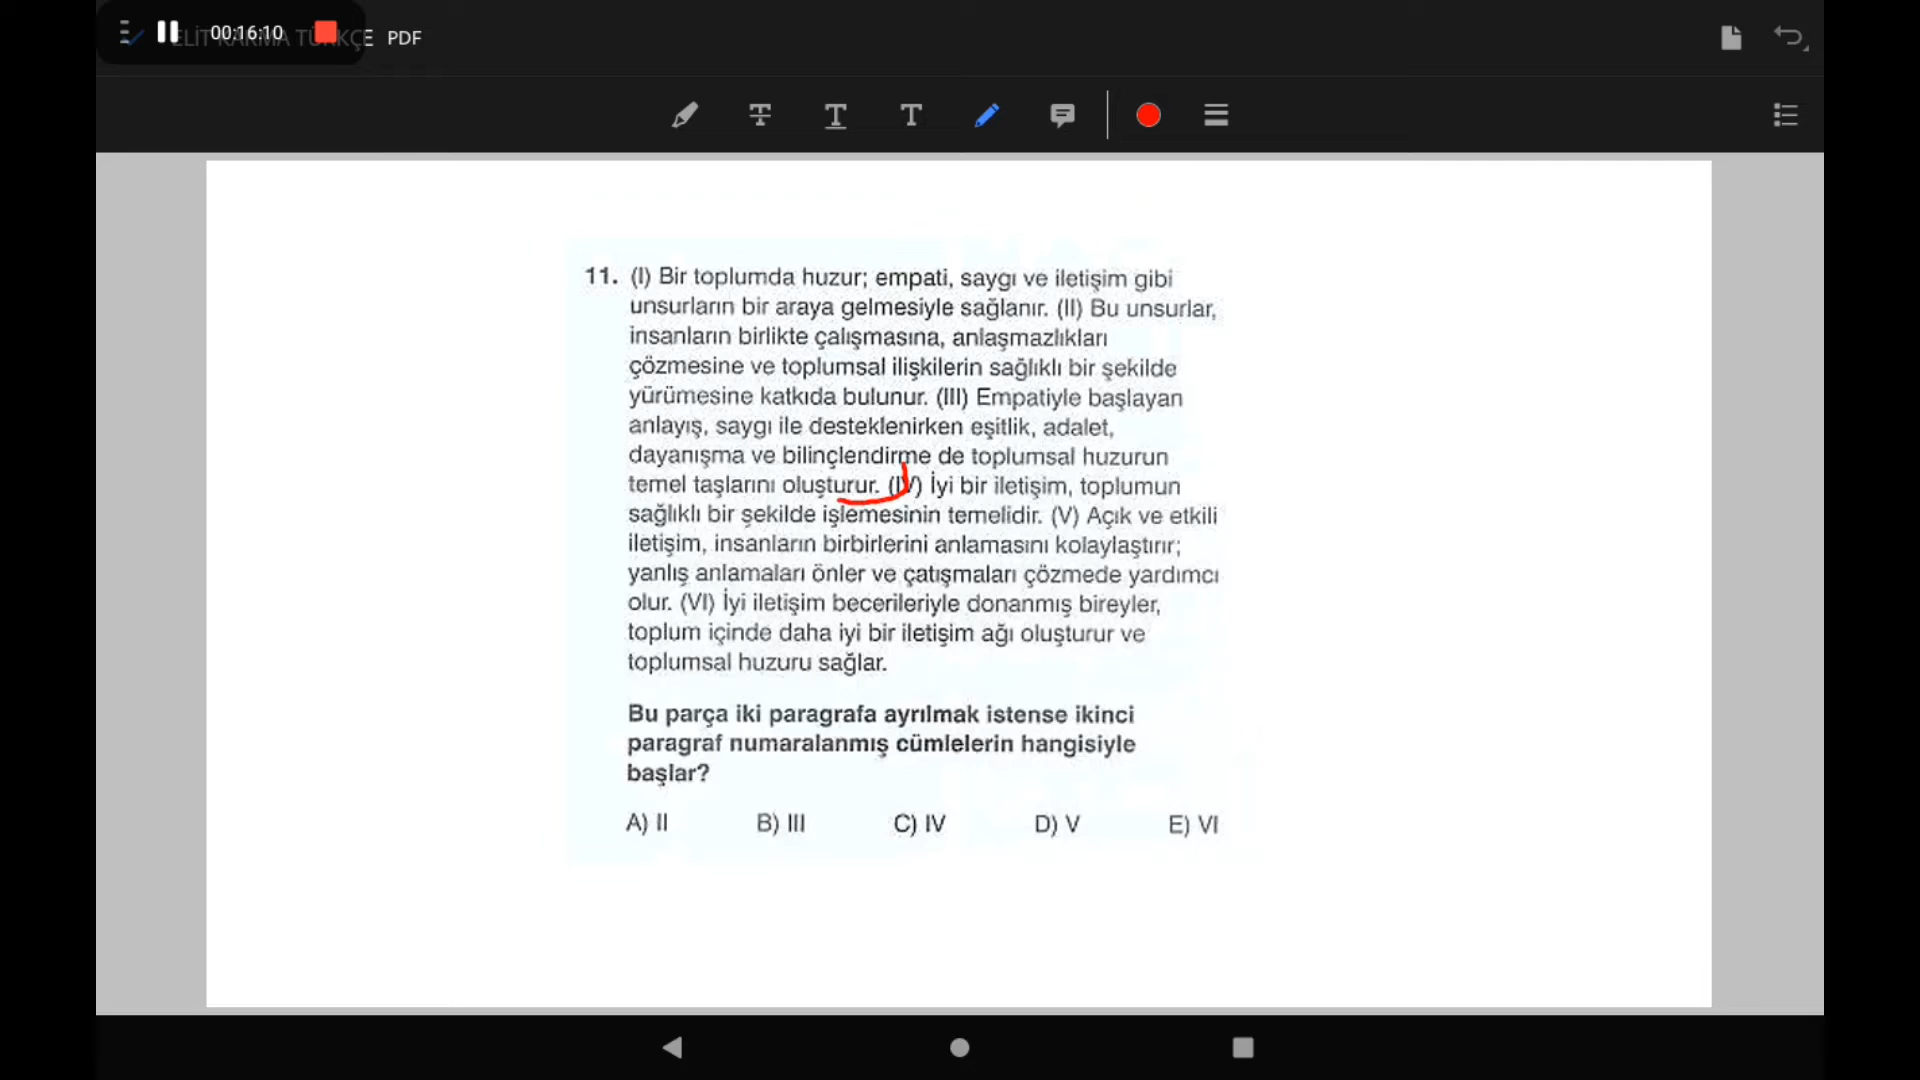 00:16:10
ELİT KARMA TÜRKÇE PDF
11. (I) Bir toplumda huzur; empati, saygı ve iletişim gibi
unsurların bir araya gelmesiyle sağlanır. (II) Bu unsurlar,
insanların birlikte çalışmasına, anlaşmazlıkları
çözmesine ve toplumsal ilişkilerin sağlıklı bir şekilde
yürümesine katkıda bulunur. (III) Empatiyle başlayan
anlayış, saygı ile desteklenirken eşitlik, adalet,
dayanışma ve bilinçlendirme de toplumsal huzurun
temel taşlarını oluşturur. (IV) İyi bir iletişim, toplumun
sağlıklı bir şekilde işlemesinin temelidir. (V) Açık ve etkili
iletişim, insanların birbirlerini anlamasını kolaylaştırır;
yanlış anlamaları önler ve çatışmaları çözmede yardımcı
olur. (VI) İyi iletişim becerileriyle donanmış bireyler,
toplum içinde daha iyi bir iletişim ağı oluşturur ve
toplumsal huzuru sağlar.
Bu parça iki paragrafa ayrılmak istense ikinci
paragraf numaralanmış cümlelerin hangisiyle
başlar?
A) II B) III C) IV D) V E) VI